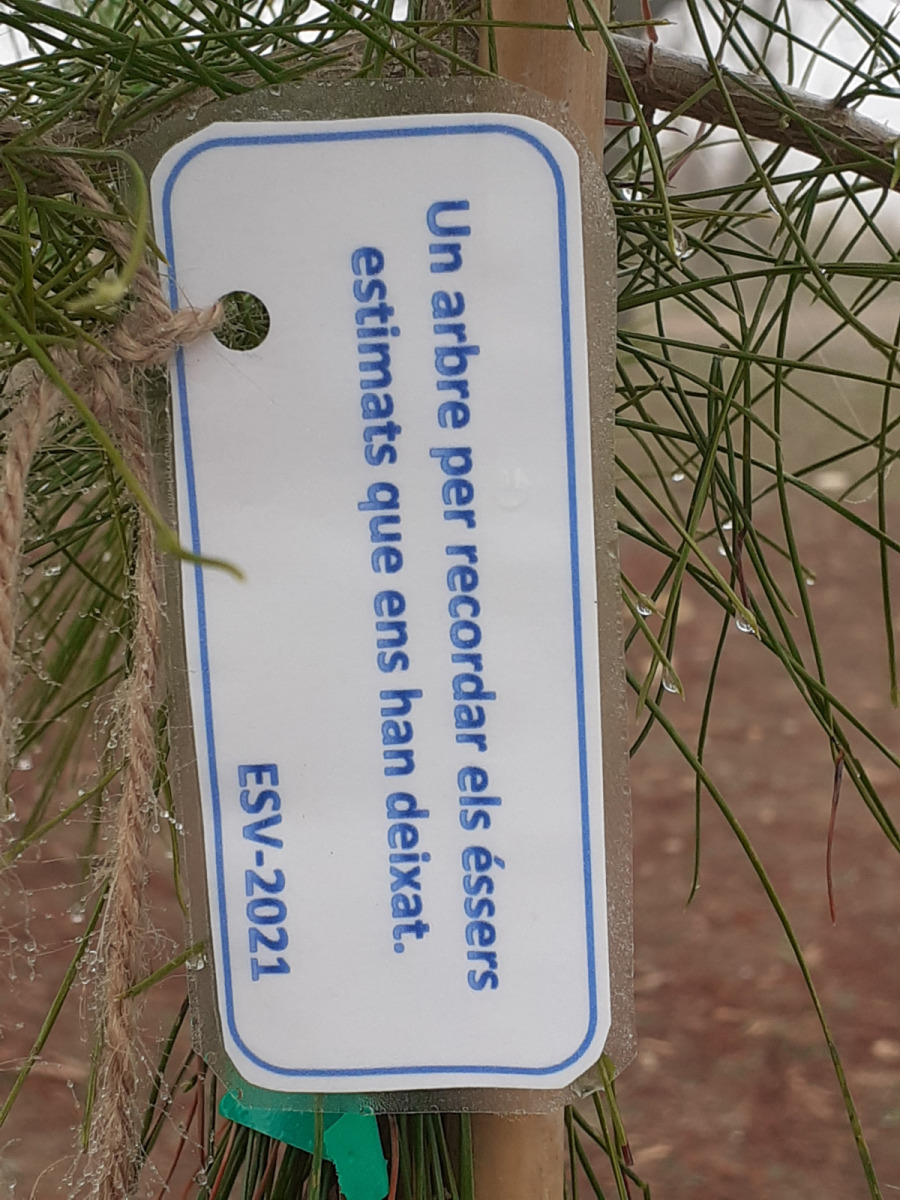 Un arbre per recordar els éssers
estimats que ens han deixat.
ESV-2021